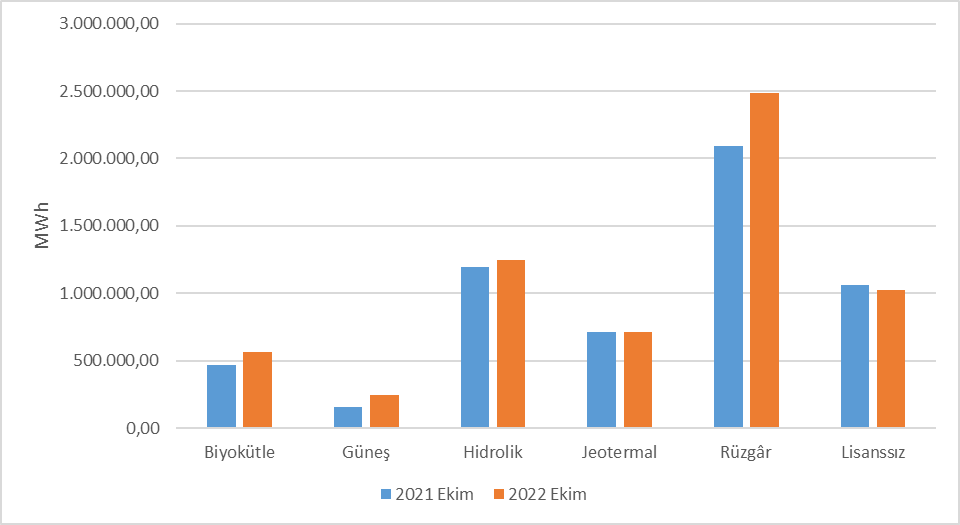 3.000.000,00
2.500.000,00
2.000.000,00
1.500.000,00
1.000.000,00
500.000,00
0,00
MWh
Biyokütle Güneş Hidrolik Jeotermal Rüzgâr Lisanssız
2021 Ekim 2022 Ekim